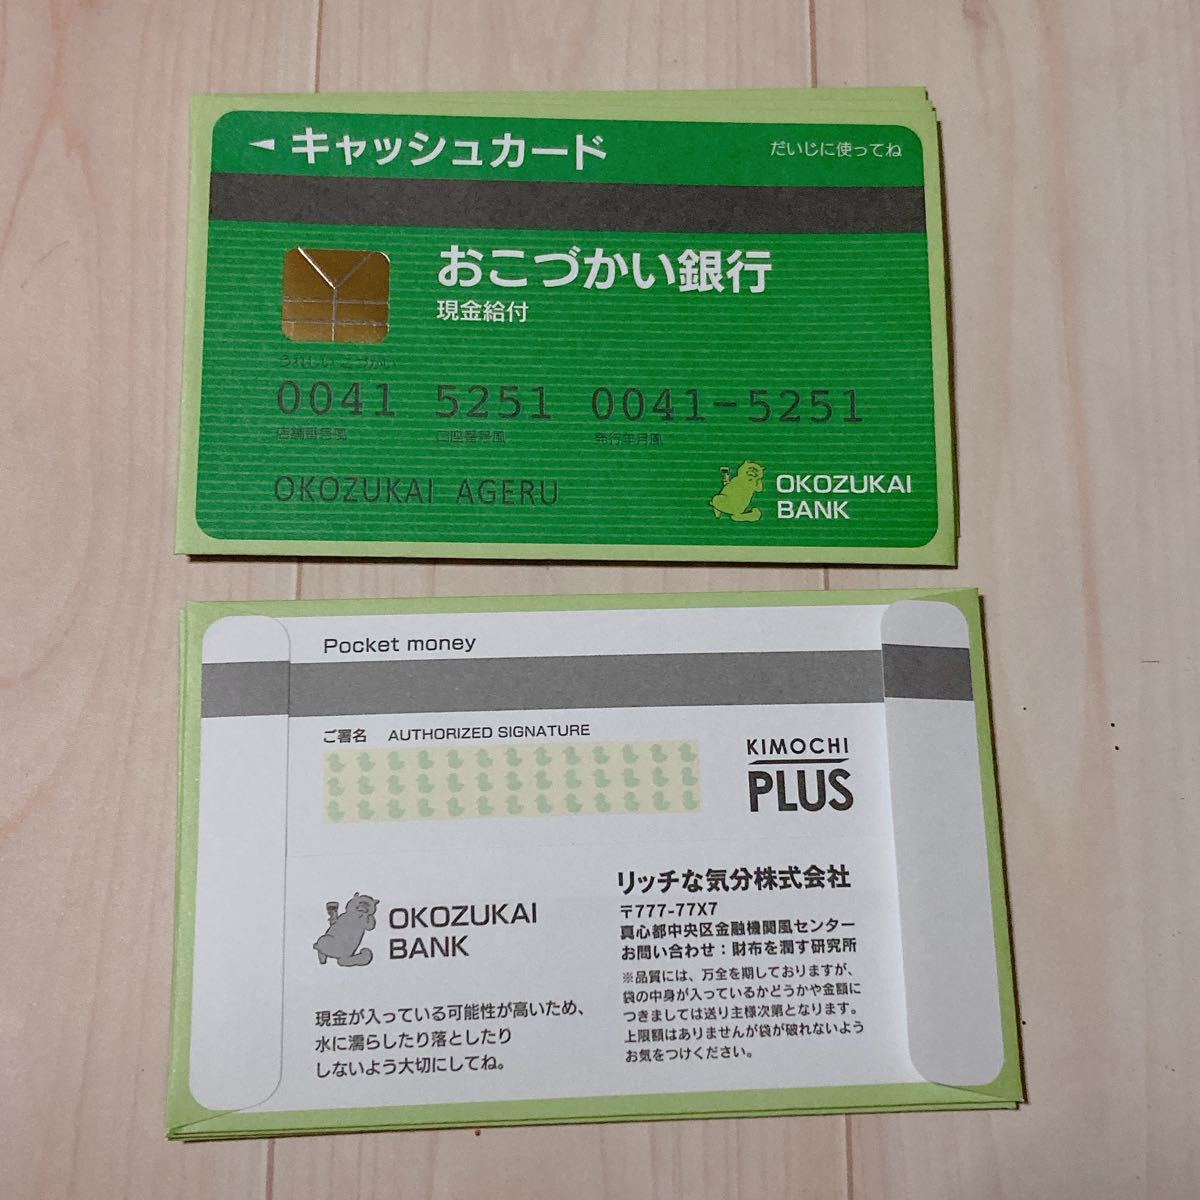 キャッシュカード
だいじに使ってね
おこづかい銀行
現金給付
うれしい こづかい
0041 5251 0041-5251
店舗番号風 口座番号風 発行年月風
OKOZUKAI AGERU
OKOZUKAI
BANK
Pocket money
ご署名 AUTHORIZED SIGNATURE
KIMOCHI
PLUS
OKOZUKAI
BANK
現金が入っている可能性が高いため、
水に濡らしたり落としたり
しないよう大切にしてね。
リッチな気分株式会社
〒777-77X7
真心都中央区金融機関風センター
お問い合わせ：財布を潤す研究所
※品質には、万全を期しておりますが、
袋の中身が入っているかどうかや金額に
つきましては送り主様次第となります。
上限額はありませんが袋が破れないよう
お気をつけください。